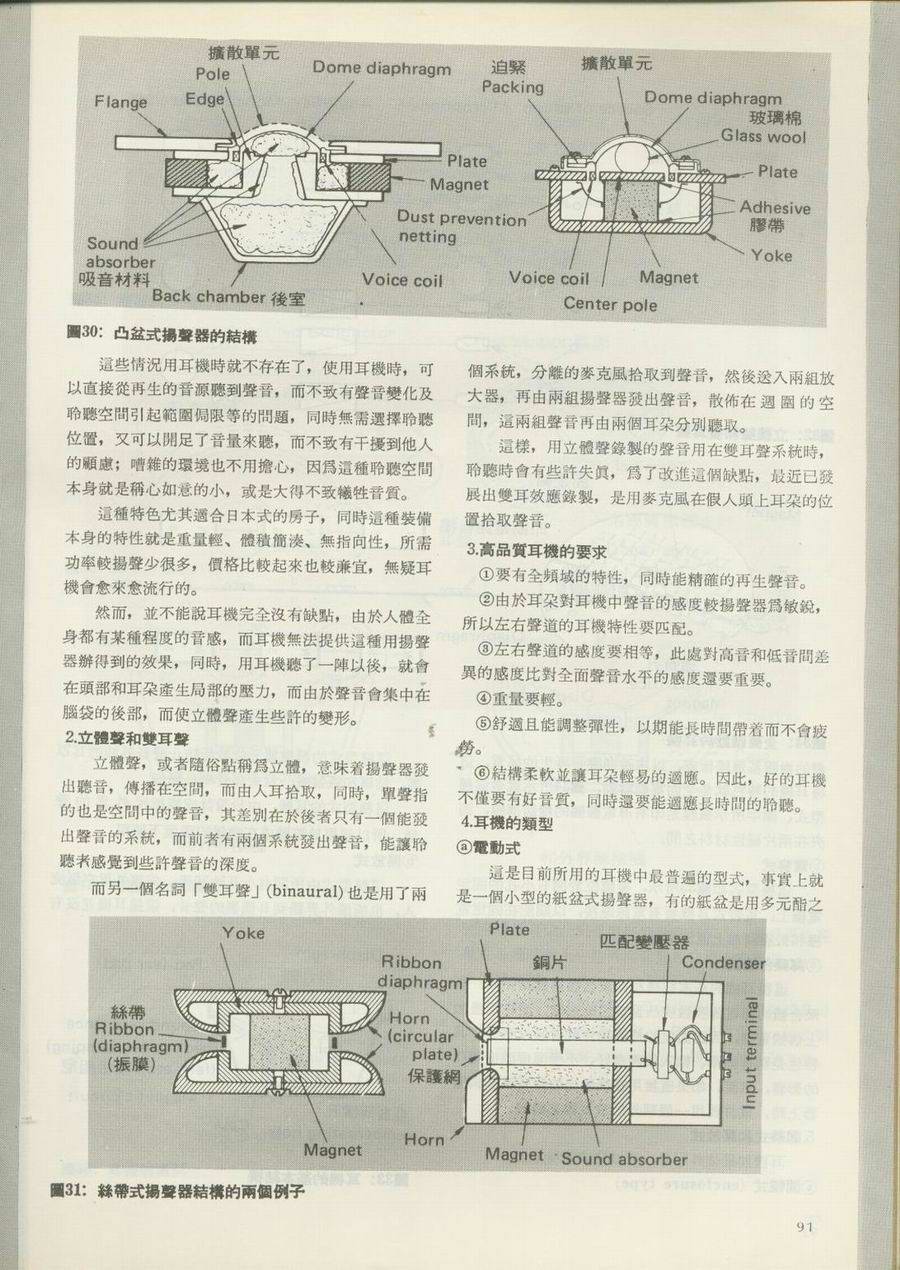 擴散單元
Pole
Dome diaphragm
Flange
Edge
Plate
Magnet
Sound
absorber
吸音材料
Back chamber 後室
Voice coil
迫緊
Packing
擴散單元
Dome diaphragm
玻璃棉
Glass wool
Plate
Dust prevention
netting
Adhesive
膠帶
Yoke
Voice coil
Magnet
Center pole
圖30：凸盆式揚聲器的結構
這些情況用耳機時就不存在了，使用耳機時，可
以直接從再生的音源聽到聲音，而不致有聲音變化及
聆聽空間引起範圍侷限等的問題，同時無需選擇聆聽
位置，又可以開足了音量來聽，而不致有干擾到他人
的顧慮；嘈雜的環境也不用擔心，因爲這種聆聽空間
本身就是稱心如意的小，或是大得不致犧牲音質。
這種特色尤其適合日本式的房子，同時這種裝備
本身的特性就是重量輕、體積簡湊、無指向性，所需
功率較揚聲少很多，價格比較起來也較廉宜，無疑耳
機會愈來愈流行的。
然而，並不能說耳機完全沒有缺點，由於人體全
身都有某種程度的音感，而耳機無法提供這種用揚聲
器辦得到的效果，同時，用耳機聽了一陣以後，就會
在頭部和耳朶產生局部的壓力，而由於聲音會集中在
腦袋的後部，而使立體聲產生些許的變形。
2.立體聲和雙耳聲
立體聲，或者隨俗點稱爲立體，意味着揚聲器發
出聽音，傳播在空間，而由人耳拾取，同時，單聲指
的也是空間中的聲音，其差別在於後者只有一個能發
出聲音的系統，而前者有兩個系統發出聲音，能讓聆
聽者感覺到些許聲音的深度。
而另一個名詞「雙耳聲」(binaural)也是用了兩
個系統，分離的麥克風拾取到聲音，然後送入兩組放
大器，再由兩組揚聲器發出聲音，散佈在週圍的空
間，這兩組聲音再由兩個耳朶分別聽取。
這樣，用立體聲錄製的聲音用在雙耳聲系統時，
聆聽時會有些許失眞，爲了改進這個缺點，最近已發
展出雙耳效應錄製，是用麥克風在假人頭上耳朶的位
置拾取聲音。
3.高品質耳機的要求
①要有全頻域的特性，同時能精確的再生聲音。
②由於耳朶對耳機中聲音的感度較揚聲器爲敏銳，
所以左右聲道的耳機特性要匹配。
③左右聲道的感度要相等，此處對高音和低音間差
異的感度比對全面聲音水平的感度還要重要。
④重量要輕。
⑤舒適且能調整彈性，以期能長時間帶着而不會疲
勞。
⑥結構柔軟並讓耳朶輕易的適應。因此，好的耳機
不僅要有好音質，同時還要能適應長時間的聆聽。
4.耳機的類型
ⓐ電動式
這是目前所用的耳機中最普遍的型式，事實上就
是一個小型的紙盆式揚聲器，有的紙盆是用多元酯之
Yoke
絲帶
Ribbon
(diaphragm)
(振膜)
Horn
(circular
plate)
Magnet
Plate
Ribbon
diaphragm
銅片
匹配變壓器
Condenser
Input terminal
保護網
Horn
Magnet
Sound absorber
圖31：絲帶式揚聲器結構的兩個例子
91